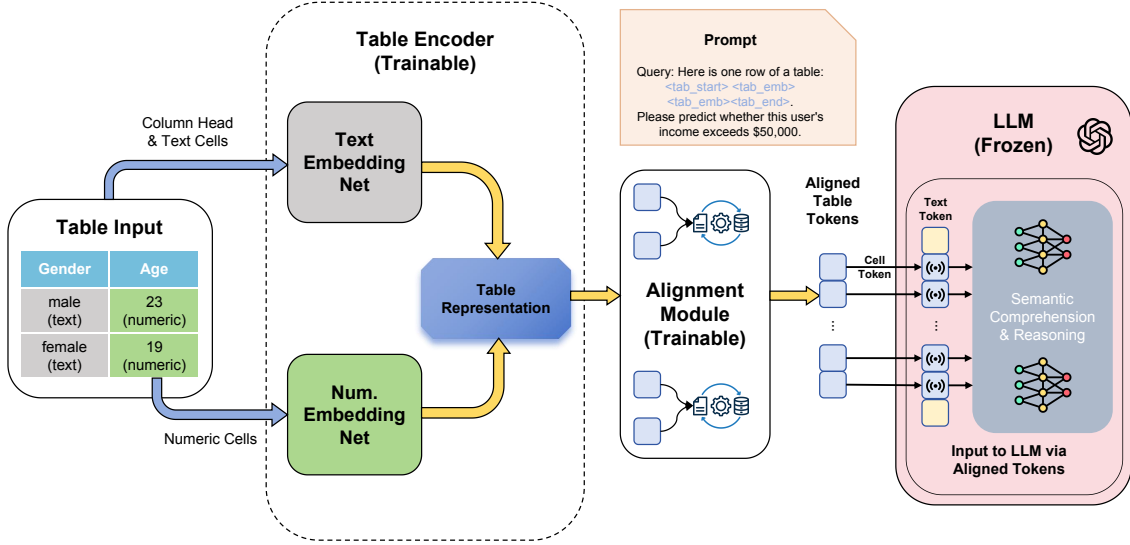 Table Encoder
(Trainable)
Column Head
& Text Cells
Text
Embedding
Net
Table Input
Gender Age
male
(text)
23
(numeric)
female
(text)
19
(numeric)
Table
Representation
Num.
Embedding
Net
Numeric Cells
Prompt
Query: Here is one row of a table:
<tab_start> <tab_emb>
<tab_emb><tab_end>.
Please predict whether this user's
income exceeds $50,000.
Alignment
Module
(Trainable)
Aligned
Table
Tokens
Cell
Token
...
LLM
(Frozen)
Text
Token
...
Semantic
Comprehension
& Reasoning
Input to LLM via
Aligned Tokens